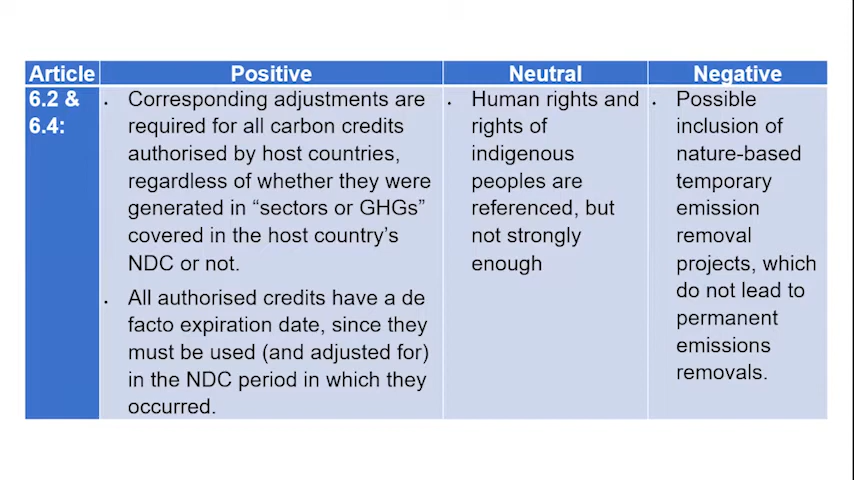 Article Positive Neutral Negative
6.2 &
6.4:
Corresponding adjustments are
required for all carbon credits
authorised by host countries,
regardless of whether they were
generated in “sectors or GHGs”
covered in the host country’s
NDC or not.
All authorised credits have a de
facto expiration date, since they
must be used (and adjusted for)
in the NDC period in which they
occurred.
Human rights and
rights of
indigenous
peoples are
referenced, but
not strongly
enough
Possible
inclusion of
nature-based
temporary
emission
removal
projects, which
do not lead to
permanent
emissions
removals.